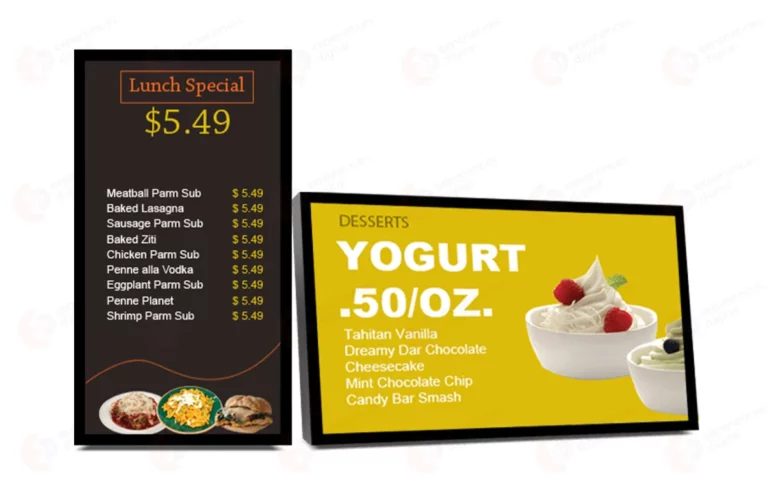 Lunch Special
$5.49
Meatball Parm Sub $ 5.49
Baked Lasagna $ 5.49
Sausage Parm Sub $ 5.49
Baked Ziti $ 5.49
Chicken Parm Sub $ 5.49
Penne alla Vodka $ 5.49
Eggplant Parm Sub $ 5.49
Penne Planet $ 5.49
Shrimp Parm Sub $ 5.49
DESSERTS
YOGURT
.50/OZ.
Tahitan Vanilla
Dreamy Dar Chocolate
Cheesecake
Mint Chocolate Chip
Candy Bar Smash